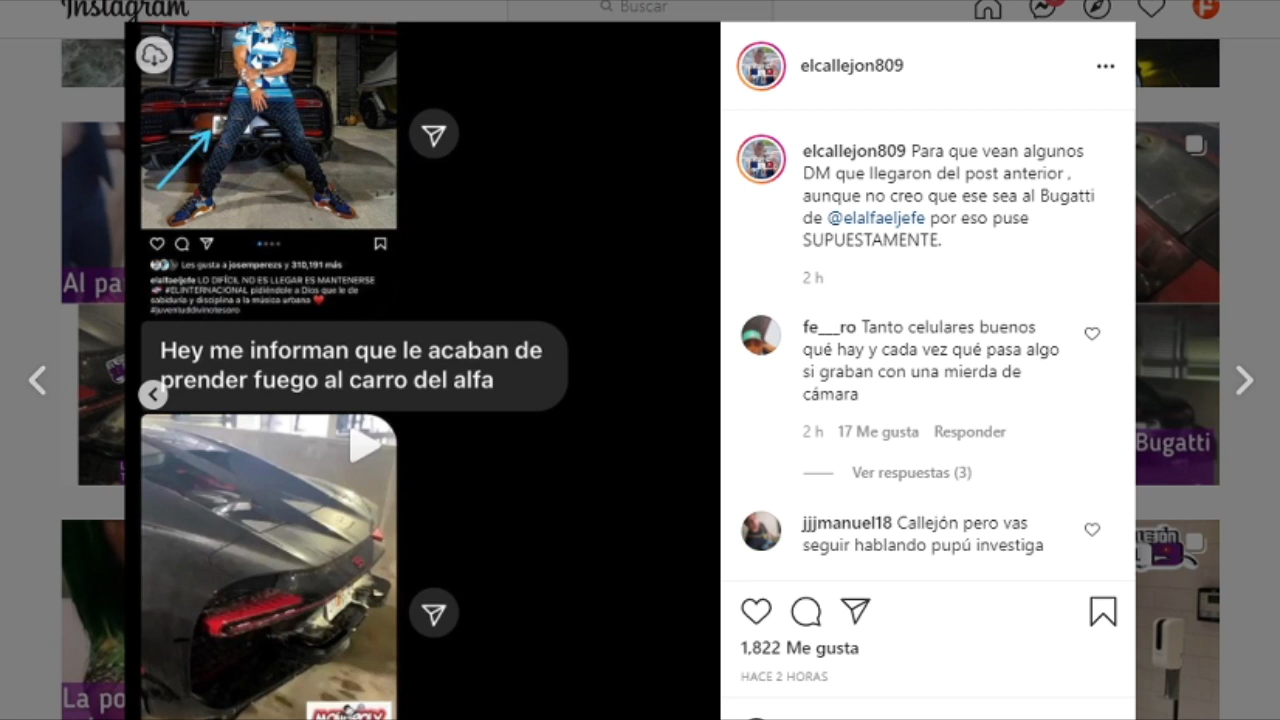 Instagram
Buscar
elcallejon809
elcallejon809 Para que vean algunos
DM que llegaron del post anterior ,
aunque no creo que ese sea al Bugatti
de @elalfaeljefe por eso puse
SUPUESTAMENTE.
2 h
fe___ro Tanto celulares buenos
qué hay y cada vez qué pasa algo
si graban con una mierda de
cámara
2 h 17 Me gusta Responder
Ver respuestas (3)
jjjmanuel18 Callejón pero vas
seguir hablando pupú investiga
1,822 Me gusta
HACE 2 HORAS
Les gusta a josemperezs y 310,191 más
elalfaeljefe LO DIFÍCIL NO ES LLEGAR ES MANTENERSE
#ELINTERNACIONAL pidiéndole a Dios que le de
sabiduría y disciplina a la música urbana
#juventuddivinotesoro
Hey me informan que le acaban de
prender fuego al carro del alfa
MONOPOLY
Al pa
La po
Bugatti